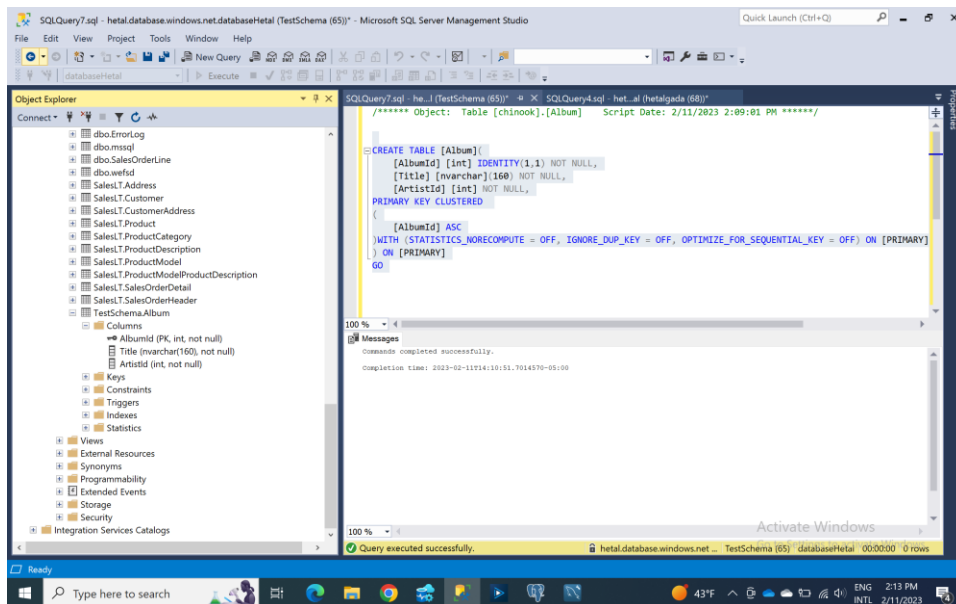 SQLQuery7.sql - hetal.database.windows.net.databaseHetal (TestSchema (65))* - Microsoft SQL Server Management Studio
Quick Launch (Ctrl+Q)
File Edit View Project Tools Window Help
New Query
databaseHetal
Execute
Object Explorer
SQLQuery7.sql - he...l (TestSchema (65))*
SQLQuery4.sql - het...al (hetalgada (68))*
Properties
Connect
dbo.ErrorLog
dbo.mssql
dbo.SalesOrderLine
dbo.wefsd
SalesLT.Address
SalesLT.Customer
SalesLT.CustomerAddress
SalesLT.Product
SalesLT.ProductCategory
SalesLT.ProductDescription
SalesLT.ProductModel
SalesLT.ProductModelProductDescription
SalesLT.SalesOrderDetail
SalesLT.SalesOrderHeader
TestSchema.Album
Columns
AlbumId (PK, int, not null)
Title (nvarchar(160), not null)
ArtistId (int, not null)
Keys
Constraints
Triggers
Indexes
Statistics
Views
External Resources
Synonyms
Programmability
Extended Events
Storage
Security
Integration Services Catalogs
/****** Object: Table [chinook].[Album] Script Date: 2/11/2023 2:09:01 PM ******/
CREATE TABLE [Album](
[AlbumId] [int] IDENTITY(1,1) NOT NULL,
[Title] [nvarchar](160) NOT NULL,
[ArtistId] [int] NOT NULL,
PRIMARY KEY CLUSTERED
(
[AlbumId] ASC
)WITH (STATISTICS_NORECOMPUTE = OFF, IGNORE_DUP_KEY = OFF, OPTIMIZE_FOR_SEQUENTIAL_KEY = OFF) ON [PRIMARY]
) ON [PRIMARY]
GO
100 %
Messages
Commands completed successfully.
Completion time: 2023-02-11T14:10:51.7014570-05:00
100 %
Activate Windows
Query executed successfully.
hetal.database.windows.net ... TestSchema (65) databaseHetal 00:00:00 0 rows
Ready
Type here to search
43°F
ENG
INTL
2:13 PM
2/11/2023
4